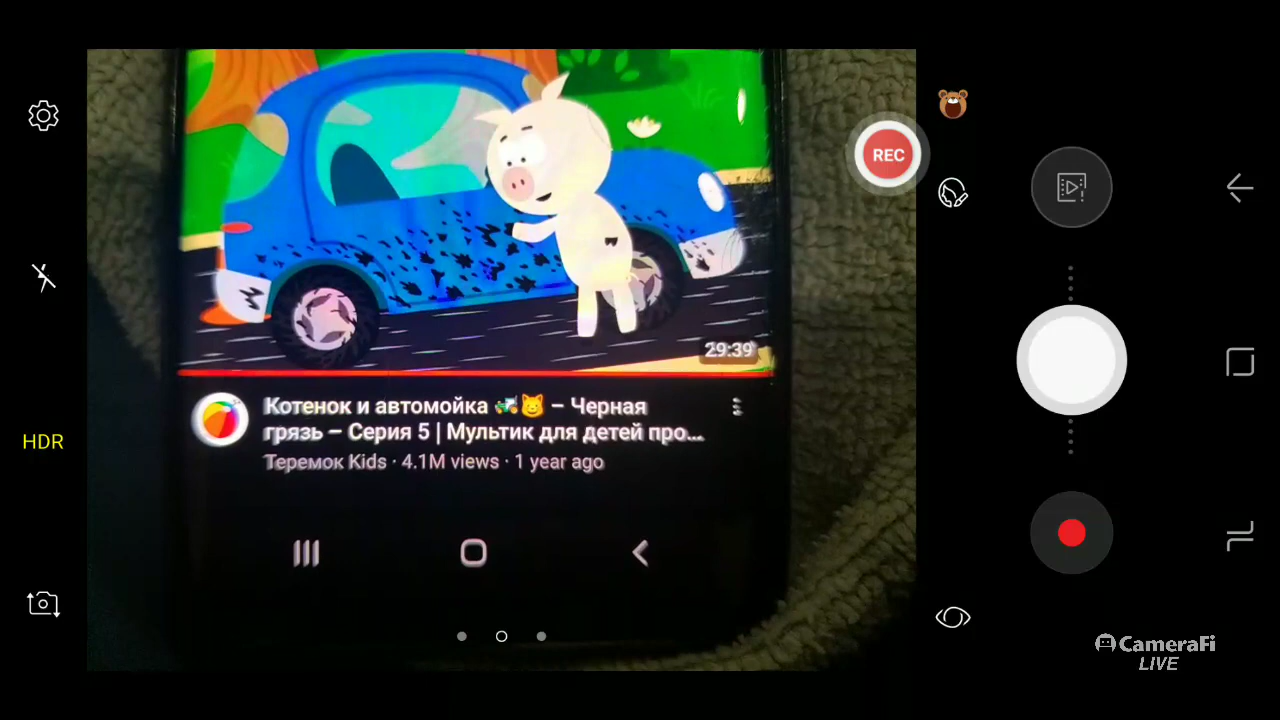 REC
HDR
29:39
Котенок и автомойка 🚜😺 – Черная
грязь – Серия 5 | Мультик для детей про...
Теремок Kids · 4.1M views · 1 year ago
CameraFi
LIVE